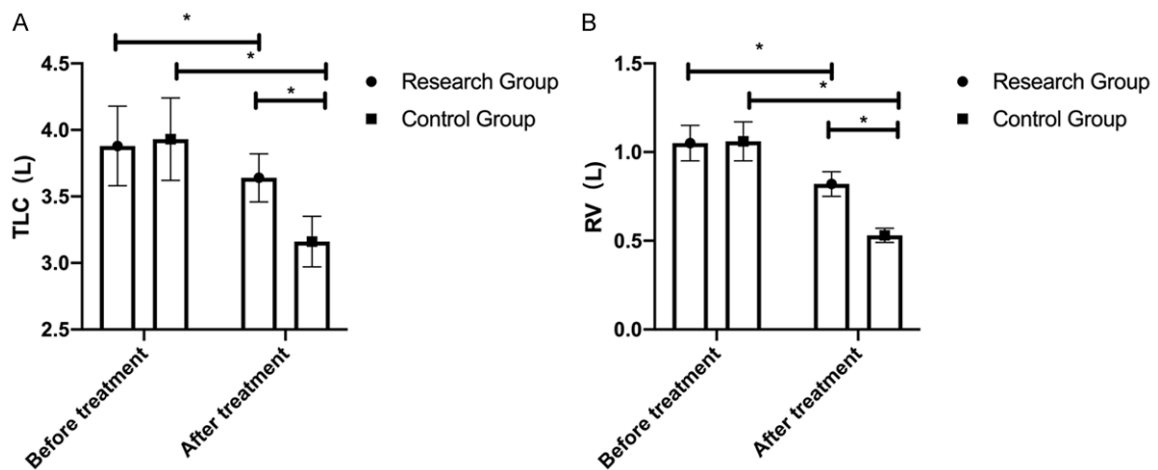 A
*
*
*
4.5
4.0
3.5
3.0
2.5
TLC (L)
Before treatment
After treatment
Research Group
Control Group
B
*
*
*
1.5
1.0
0.5
0.0
RV (L)
Before treatment
After treatment
Research Group
Control Group